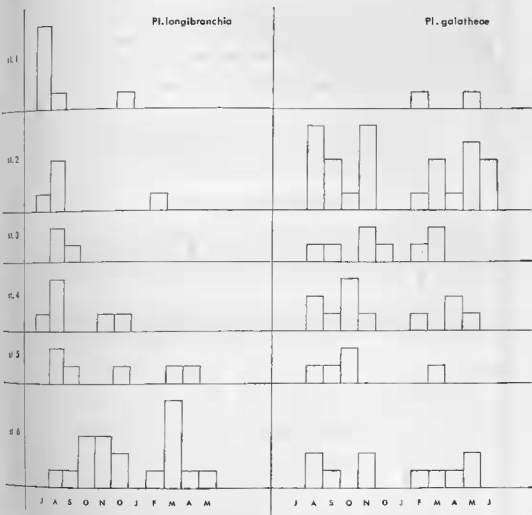 Pl. longibranchia
Pl. galatheae
st. 1
st. 2
st. 3
st. 4
st. 5
st. 6
J A S O N O J F M A M
J A S O N O J F M A M J